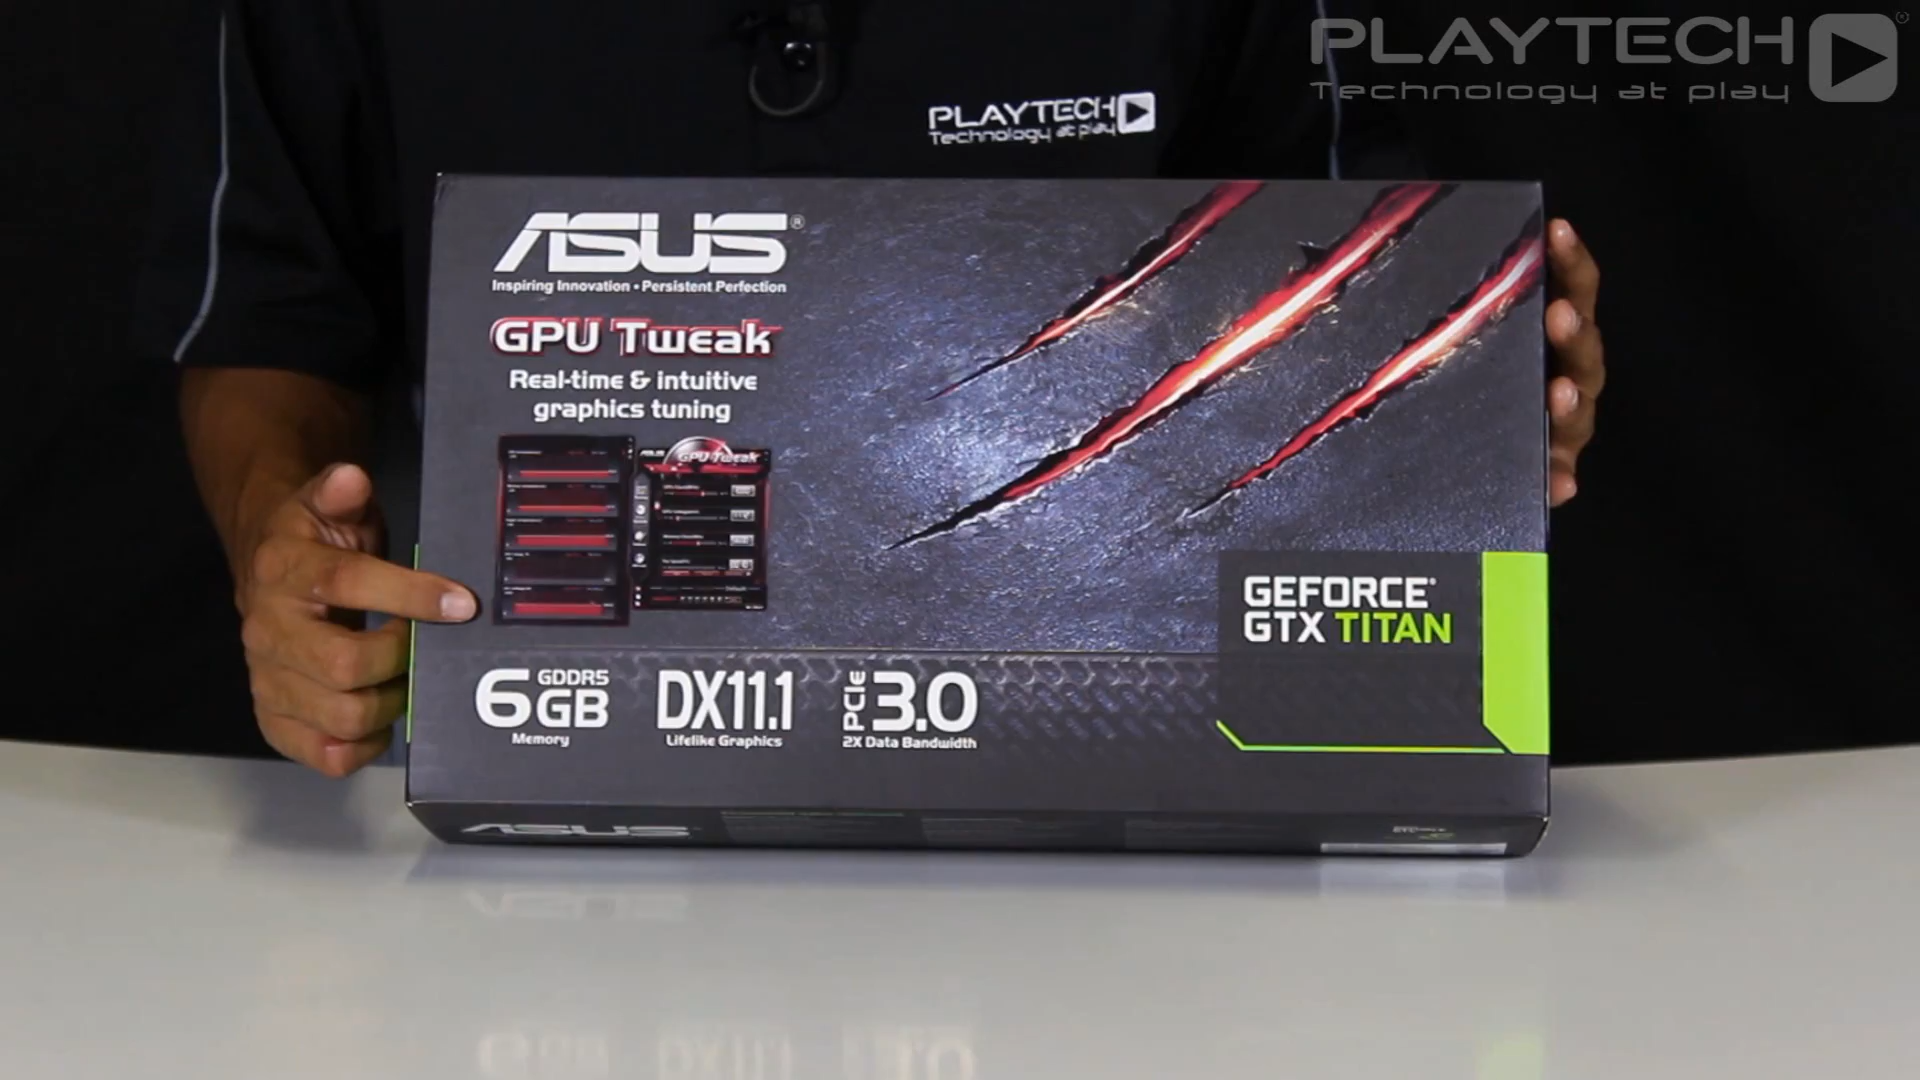 PLAYTECH
Technology at play
PLAYTECH
Technology at play
ASUS®
Inspiring Innovation • Persistent Perfection
GPU Tweak
Real-time & intuitive
graphics tuning
ASUS GPU Tweak
GEFORCE®
GTX TITAN
6GB GDDR5
Memory
DX11.1
Lifelike Graphics
PCIe 3.0
2X Data Bandwidth
ASUS